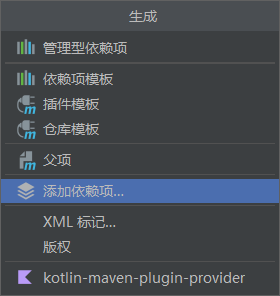 生成
管理型依赖项
依赖项模板
插件模板
仓库模板
父项
添加依赖项...
XML 标记...
版权
kotlin-maven-plugin-provider